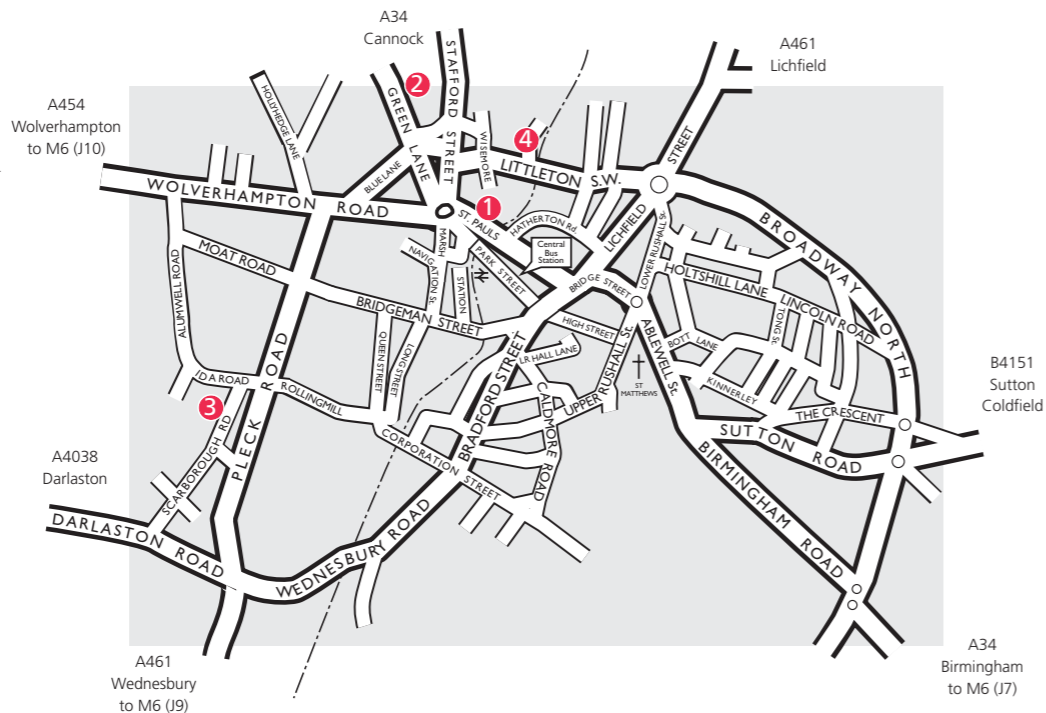 A34
Cannock
A461
Lichfield
A454
Wolverhampton
to M6 (J10)
STAFFORD STREET
GREEN LANE
HOLLYHEDGE LANE
2
4
WISEMORE
LITTLETON S.W.
BLUE LANE
WOLVERHAMPTON ROAD
1
ST. PAULS
HATHERTON Rd.
LICHFIELD STREET
BROADWAY NORTH
MARSH
NAVIGATION St.
STATION
PARK STREET
Central
Bus
Station
BRIDGE STREET
LOWER RUSHALL St.
HOLTSHILL LANE
LINCOLN ROAD
TONG St.
MOAT ROAD
ALUMWELL ROAD
BRIDGEMAN STREET
HIGH STREET
ABLEWELL St.
BOTT LANE
KINNERLEY
QUEEN STREET
LONG STREET
LR HALL LANE
UPPER RUSHALL St.
ST
MATTHEWS
CALDMORE ROAD
BRADFORD STREET
IDA ROAD
ROLLINGMILL
PLECK ROAD
3
SCARBOROUGH RD
CORPORATION STREET
THE CRESCENT
SUTTON ROAD
BIRMINGHAM ROAD
B4151
Sutton
Coldfield
A4038
Darlaston
DARLASTON ROAD
WEDNESBURY ROAD
A461
Wednesbury
to M6 (J9)
A34
Birmingham
to M6 (J7)